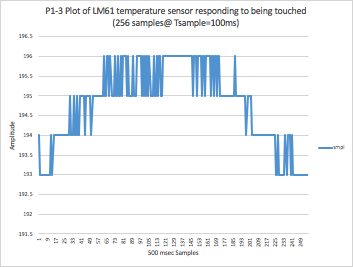 P1-3 Plot of LM61 temperature sensor responding to being touched
(256 samples@ Tsample=100ms)
196.5
196
195.5
195
194.5
194
193.5
193
192.5
192
191.5
Amplitude
smpl
1 9 17 25 33 41 49 57 65 73 81 89 97 105 113 121 129 137 145 153 161 169 177 185 193 201 209 217 225 233 241 249
500 msec Samples